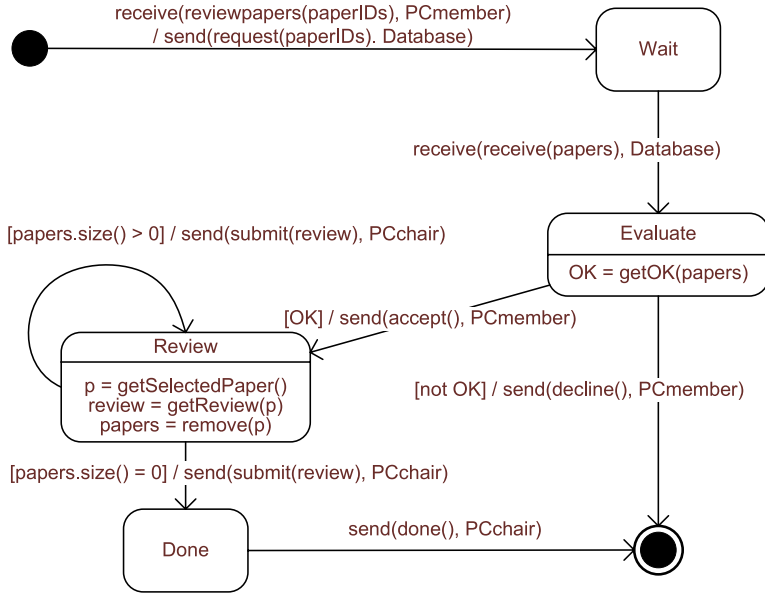 receive(reviewpapers(paperIDs), PCmember)
/ send(request(paperIDs). Database)
Wait
receive(receive(papers), Database)
[papers.size() > 0] / send(submit(review), PCchair)
Evaluate
OK = getOK(papers)
[OK] / send(accept(), PCmember)
Review
p = getSelectedPaper()
review = getReview(p)
papers = remove(p)
[not OK] / send(decline(), PCmember)
[papers.size() = 0] / send(submit(review), PCchair)
send(done(), PCchair)
Done